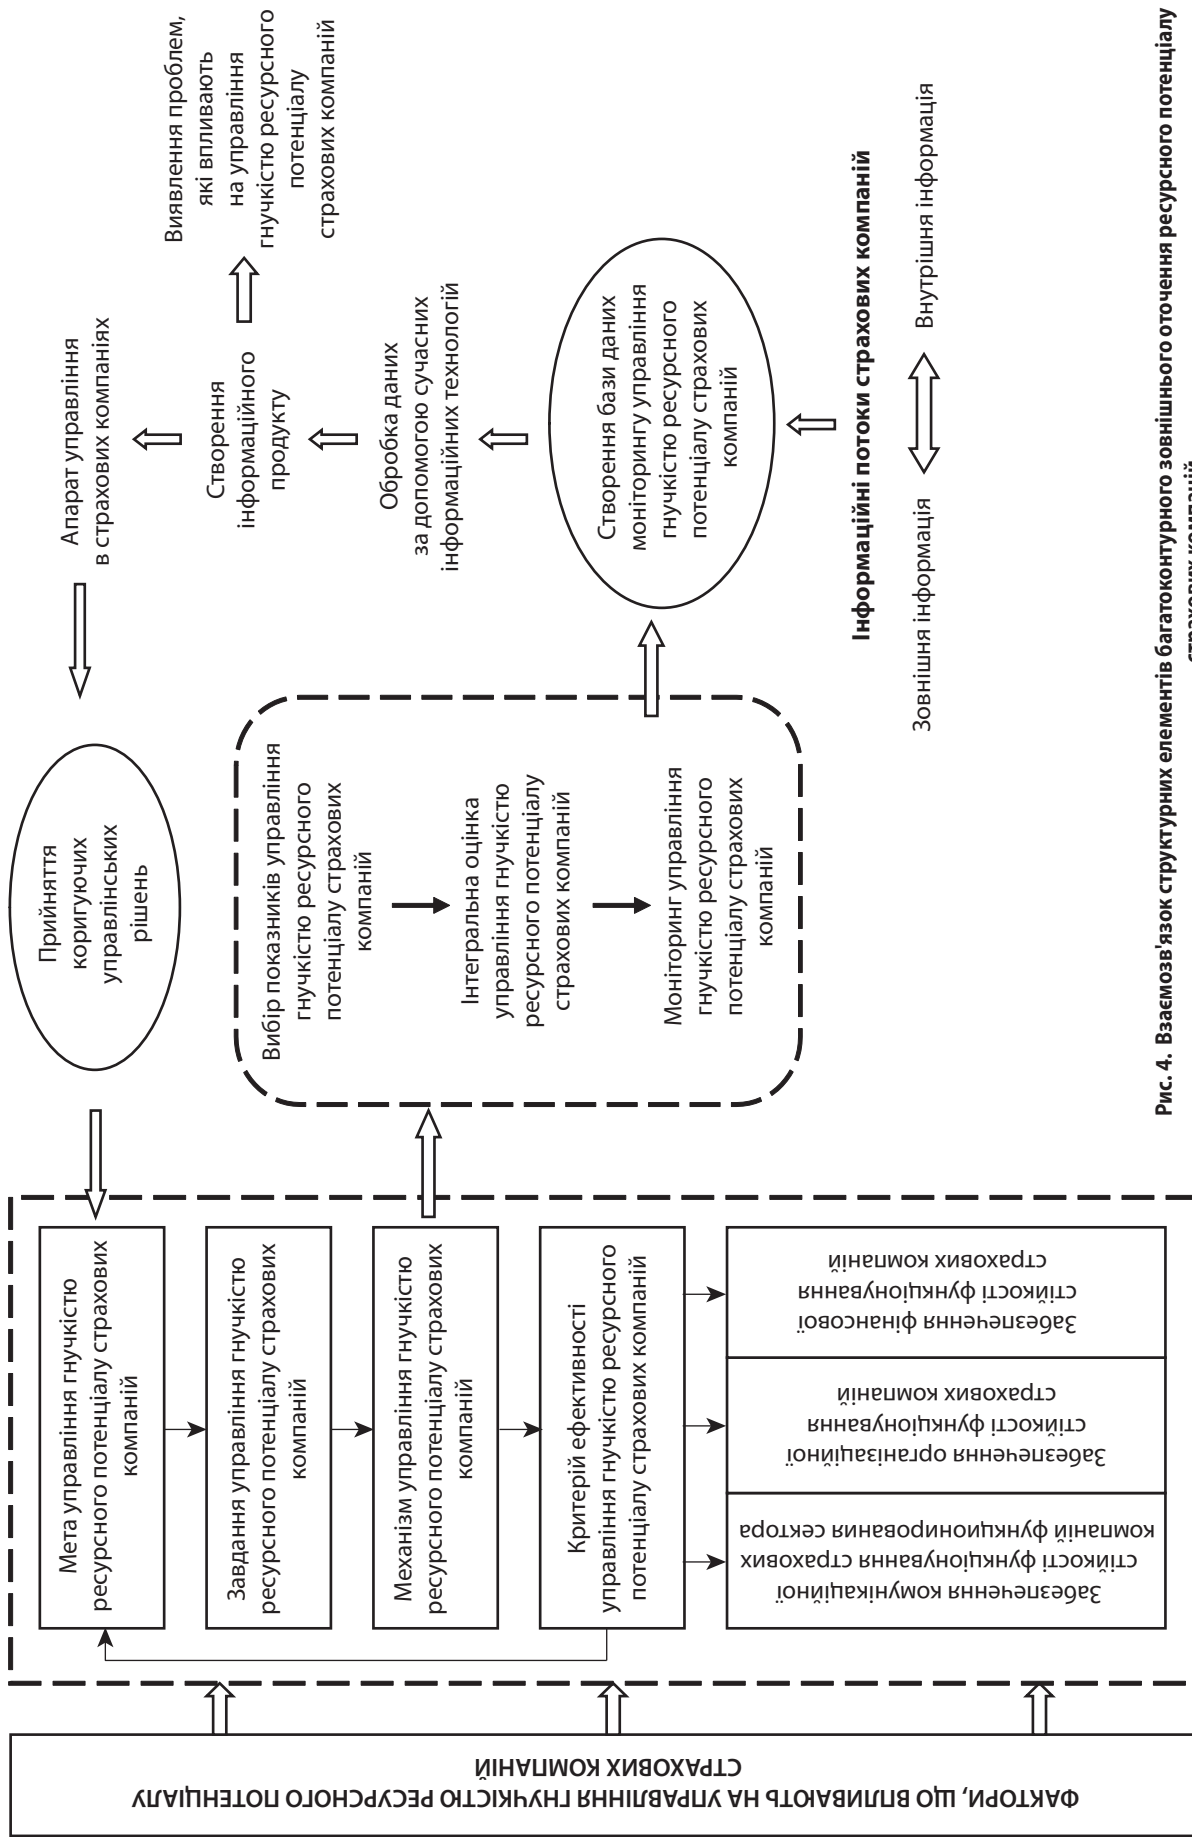 ФАКТОРИ, ЩО ВПЛИВАЮТЬ НА УПРАВЛІННЯ ГНУЧКІСТЮ РЕСУРСНОГО ПОТЕНЦІАЛУ
СТРАХОВИХ КОМПАНІЙ
Мета управління гнучкістю
ресурсного потенціалу страхових
компаній
Завдання управління гнучкістю
ресурсного потенціалу страхових
компаній
Механізм управління гнучкістю
ресурсного потенціалу страхових
компаній
Критерій ефективності
управління гнучкістю ресурсного
потенціалу страхових компаній
Забезпечення комунікаційної
стійкості функціонування страхових
компаній функционирования сектора
Забезпечення організаційної
стійкості функціонування
страхових компаній
Забезпечення фінансової
стійкості функціонування
страхових компаній
Прийняття
коригуючих
управлінських
рішень
Вибір показників управління
гнучкістю ресурсного
потенціалу страхових
компаній
Інтегральна оцінка
управління гнучкістю
ресурсного потенціалу
страхових компаній
Моніторинг управління
гнучкістю ресурсного
потенціалу страхових
компаній
Апарат управління
в страхових компаніях
Створення
інформаційного
продукту
Виявлення проблем,
які впливають
на управління
гнучкістю ресурсного
потенціалу
страхових компаній
Обробка даних
за допомогою сучасних
інформаційних технологій
Створення бази даних
моніторингу управління
гнучкістю ресурсного
потенціалу страхових
компаній
Інформаційні потоки страхових компаній
Зовнішня інформація
Внутрішня інформація
Рис. 4. Взаємозв'язок структурних елементів багатоконтурного зовнішнього оточення ресурсного потенціалу
страхових компаній